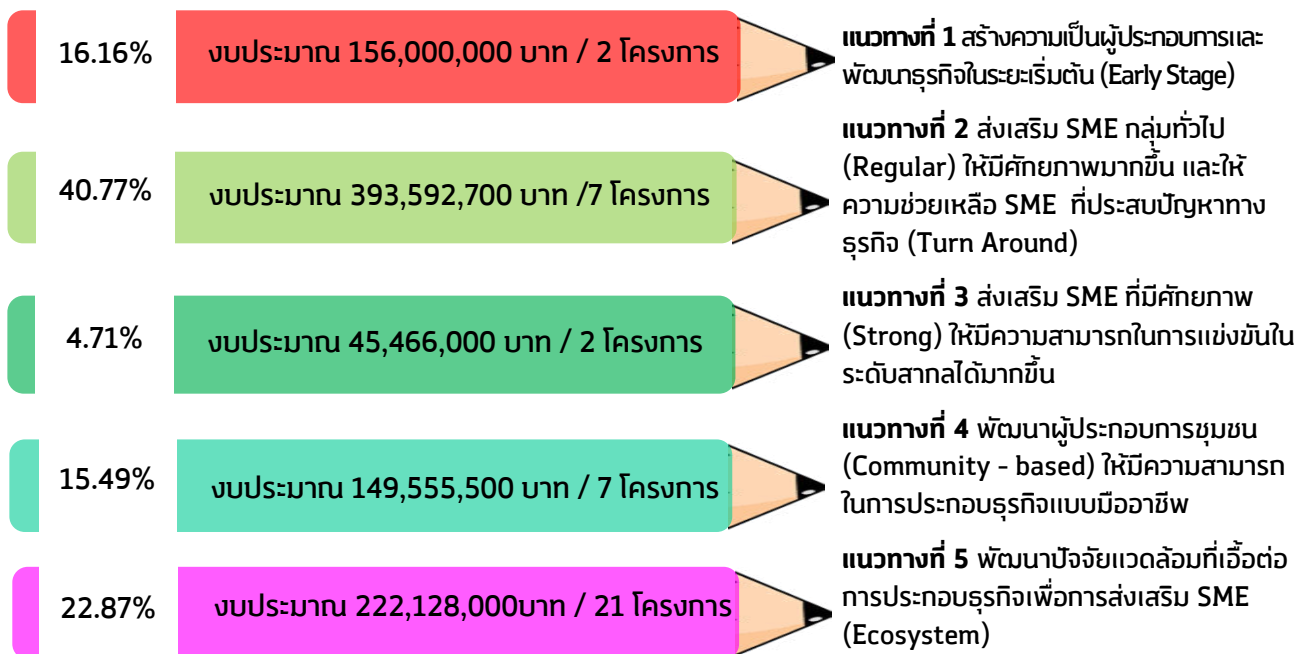 16.16%
งบประมาณ 156,000,000 บาท / 2 โครงการ
แนวทางที่ 1 สร้างความเป็นผู้ประกอบการและ
พัฒนาธุรกิจในระยะเริ่มต้น (Early Stage)
40.77%
งบประมาณ 393,592,700 บาท /7 โครงการ
แนวทางที่ 2 ส่งเสริม SME กลุ่มทั่วไป
(Regular) ให้มีศักยภาพมากขึ้น และให้
ความช่วยเหลือ SME ที่ประสบปัญหาทาง
ธุรกิจ (Turn Around)
4.71%
งบประมาณ 45,466,000 บาท / 2 โครงการ
แนวทางที่ 3 ส่งเสริม SME ที่มีศักยภาพ
(Strong) ให้มีความสามารถในการแข่งขันใน
ระดับสากลได้มากขึ้น
15.49%
งบประมาณ 149,555,500 บาท / 7 โครงการ
แนวทางที่ 4 พัฒนาผู้ประกอบการชุมชน
(Community - based) ให้มีความสามารถ
ในการประกอบธุรกิจแบบมืออาชีพ
22.87%
งบประมาณ 222,128,000บาท / 21 โครงการ
แนวทางที่ 5 พัฒนาปัจจัยแวดล้อมที่เอื้อต่อ
การประกอบธุรกิจเพื่อการส่งเสริม SME
(Ecosystem)